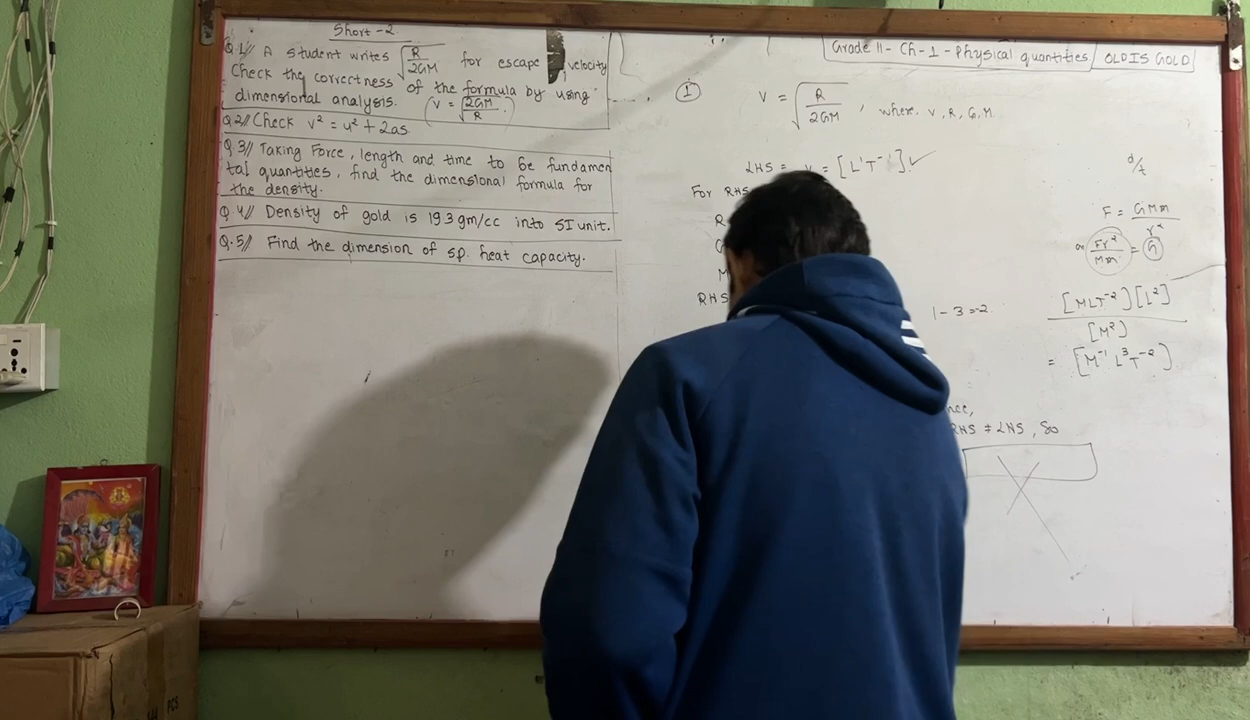 Short-2
Q.1// A student writes √R/2GM for escape velocity
Check the correctness of the formula by using
dimensional analysis. (v = √2GM/R.)
Q.2// Check v² = u² + 2as
Q.3// Taking Force, length and time to be fundamen
tal quantities, find the dimensional formula for
the density.
Q.4// Density of gold is 19.3 gm/cc into SI unit.
Q.5// Find the dimension of sp. heat capacity.
Grade 11- Ch-1- Physical quantities
OLD IS GOLD
① v = √R/2GM , where, v, R, G, M.
LHS = v = [L¹T⁻¹]. ✓
For RHS
R
RHS
1 - 3 = -2
d/t
F = GMm/r²
or Fr²/Mm = G
[MLT⁻²][L²]
[M²]
= [M⁻¹L³T⁻²]
nce,
RHS ≠ LHS, So
PCS